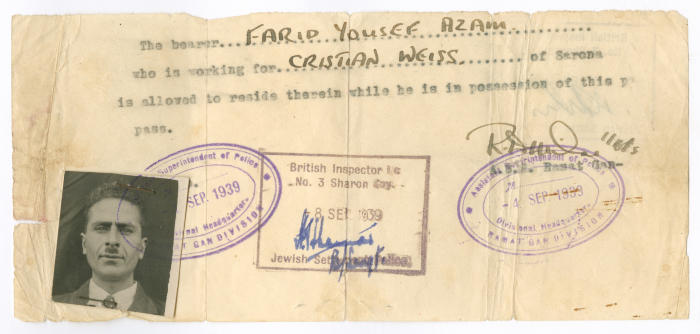 The bearer... FARID YOUSEF AZAM
who is working for... CRISTIAN WEISS ... of Sarona
is allowed to reside therein while he is in possession of this p
pass.
A.S.P. Ramat Gan-
Superintendent of Police
SEP. 1939
Divisional Headquarters
RAMAT GAN DIVISION
British Inspector i/c
No. 3 Sharon Coy.
8 SEP 1939
Jewish Settlement Police
Assistant Superintendent of Police
- 4 SEP 1939
Divisional Headquarters
RAMAT GAN DIVISION